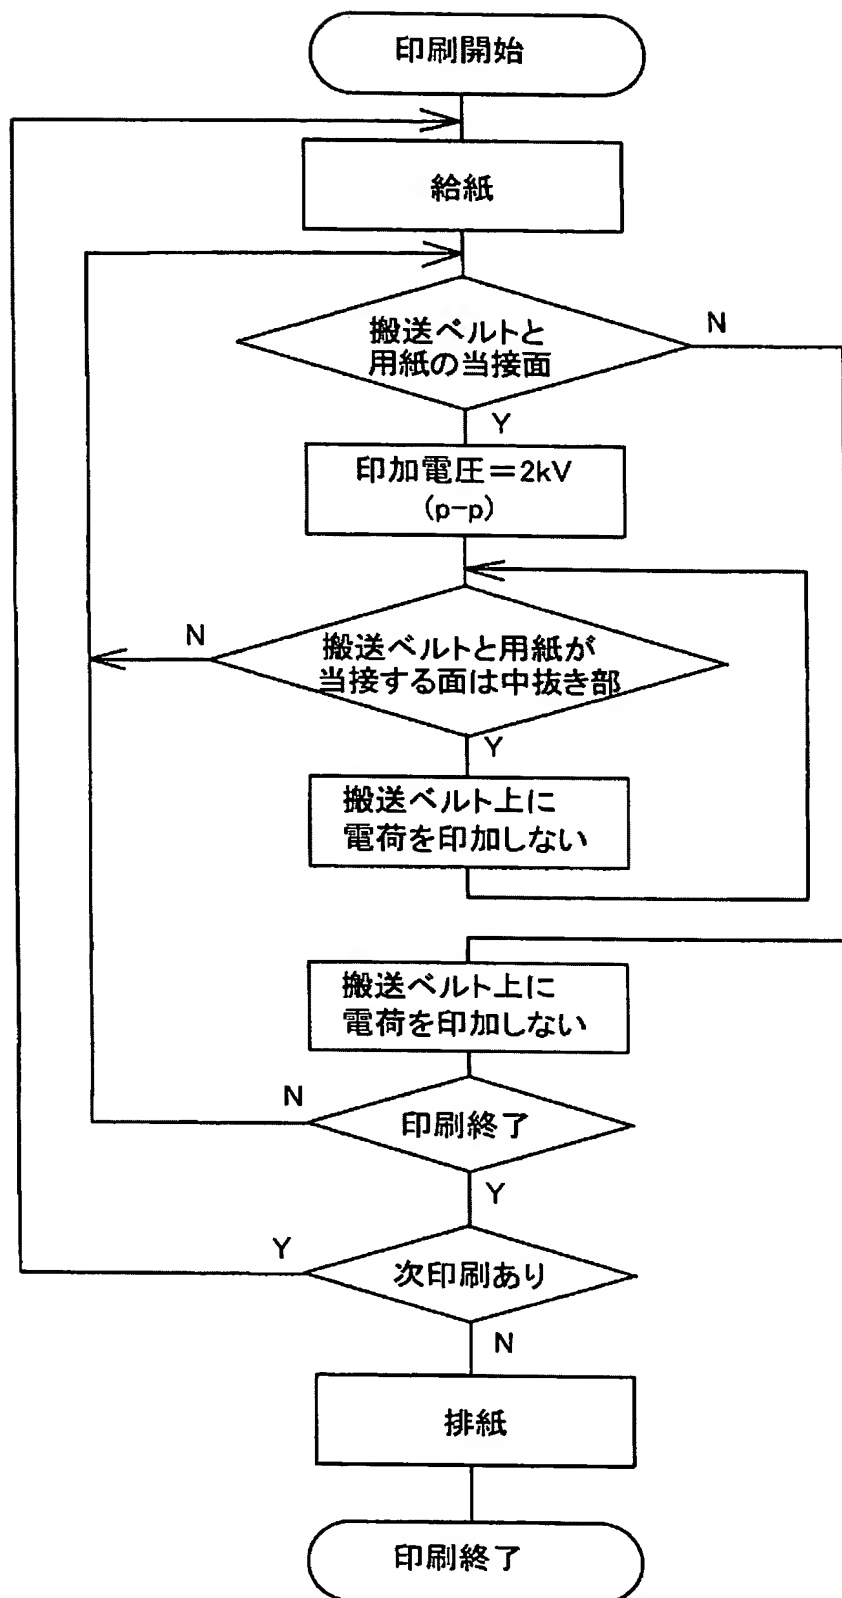 印刷開始
給紙
搬送ベルトと
用紙の当接面
N
Y
印加電圧＝2kV
(p-p)
N
搬送ベルトと用紙が
当接する面は中抜き部
Y
搬送ベルト上に
電荷を印加しない
搬送ベルト上に
電荷を印加しない
N
印刷終了
Y
Y
次印刷あり
N
排紙
印刷終了